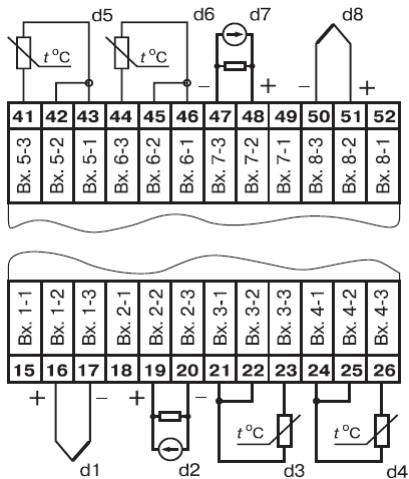 d5 d6 d7 d8
t°C t°C
– + – +
41 42 43 44 45 46 47 48 49 50 51 52
Вх. 5-3 Вх. 5-2 Вх. 5-1 Вх. 6-3 Вх. 6-2 Вх. 6-1 Вх. 7-3 Вх. 7-2 Вх. 7-1 Вх. 8-3 Вх. 8-2 Вх. 8-1
Вх. 1-1 Вх. 1-2 Вх. 1-3 Вх. 2-1 Вх. 2-2 Вх. 2-3 Вх. 3-1 Вх. 3-2 Вх. 3-3 Вх. 4-1 Вх. 4-2 Вх. 4-3
15 16 17 18 19 20 21 22 23 24 25 26
+ – + –
t°C t°C
d1 d2 d3 d4